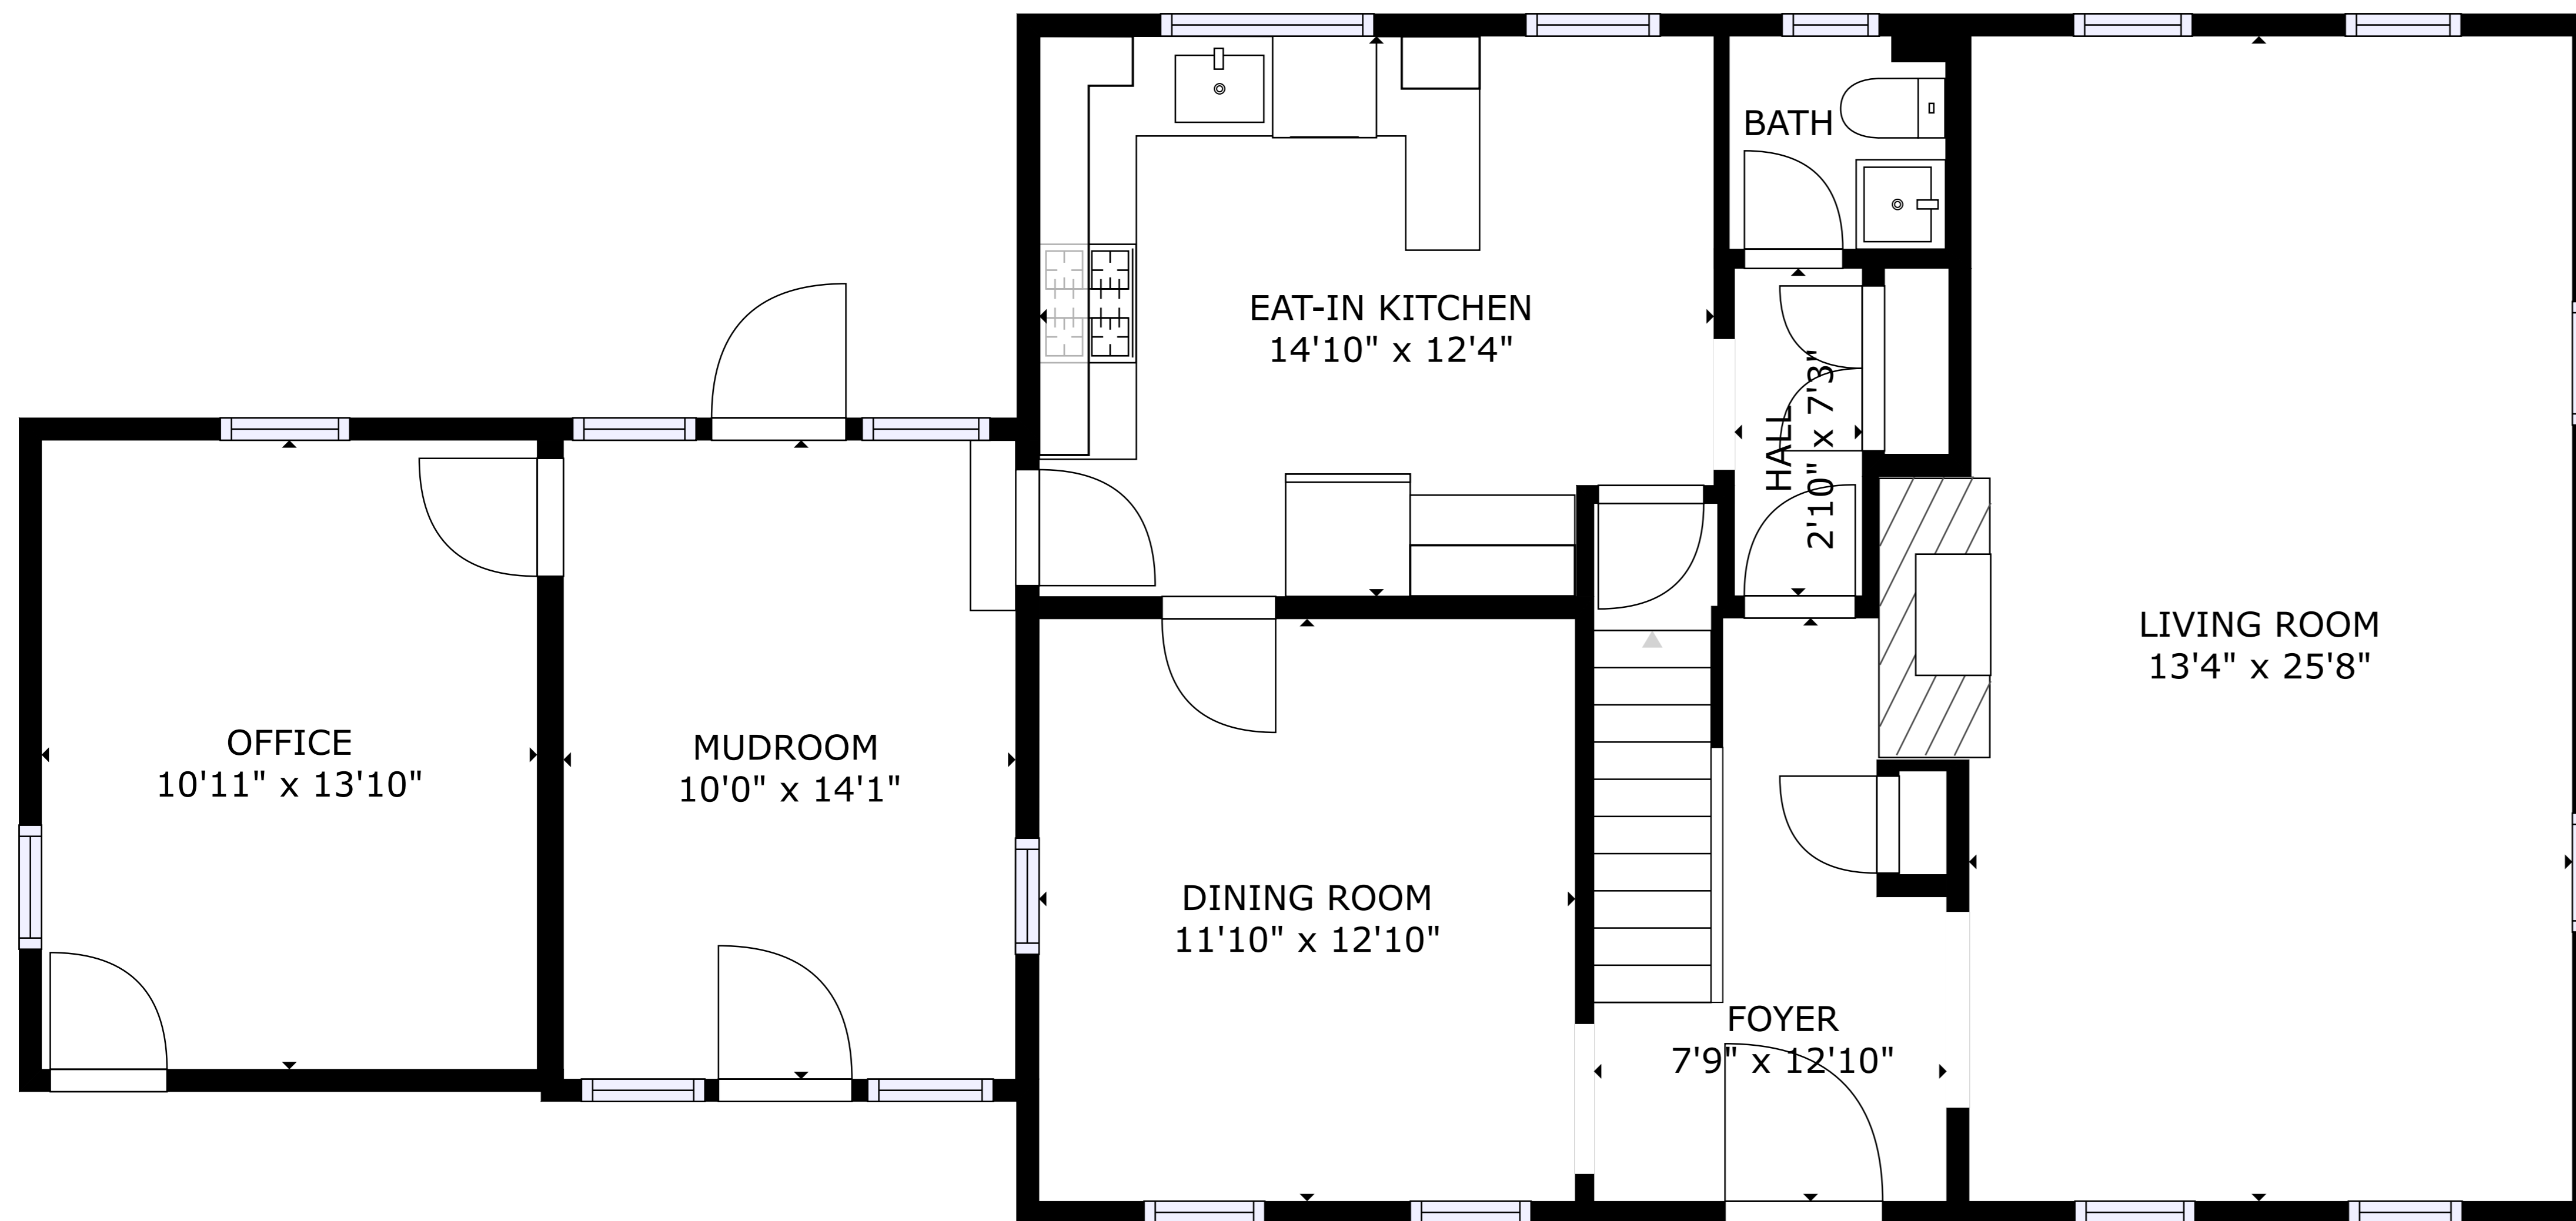 BATH
EAT-IN KITCHEN
14'10" x 12'4"
HALL
2'10" x 7'3"
LIVING ROOM
13'4" x 25'8"
OFFICE
10'11" x 13'10"
MUDROOM
10'0" x 14'1"
DINING ROOM
11'10" x 12'10"
FOYER
7'9" x 12'10"